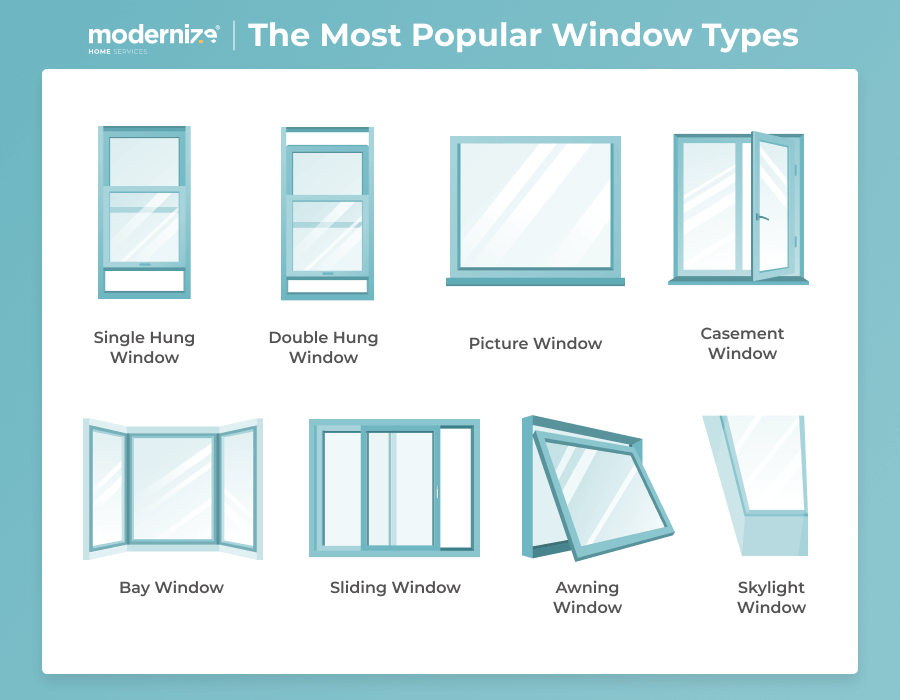 modernize®
HOME SERVICES
The Most Popular Window Types
Single Hung
Window
Double Hung
Window
Picture Window
Casement
Window
Bay Window
Sliding Window
Awning
Window
Skylight
Window